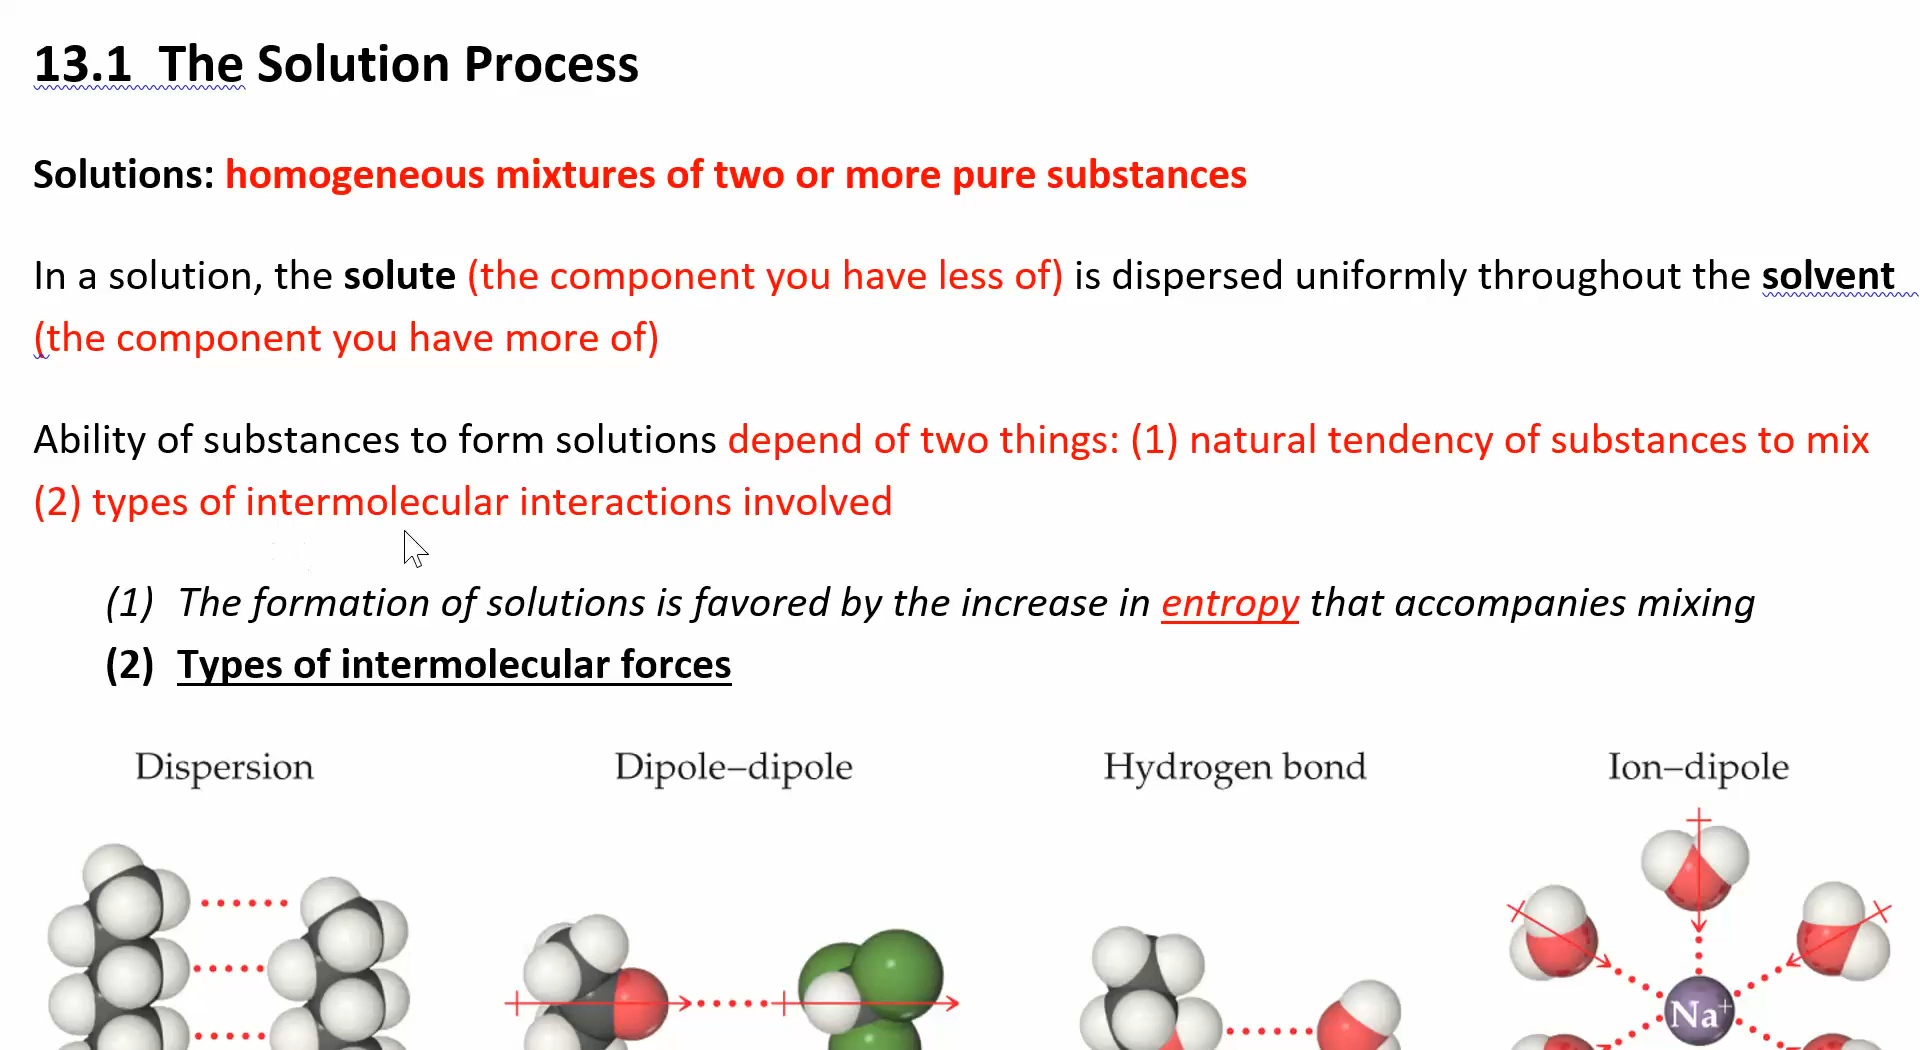 13.1 The Solution Process
Solutions: homogeneous mixtures of two or more pure substances
In a solution, the solute (the component you have less of) is dispersed uniformly throughout the solvent
(the component you have more of)
Ability of substances to form solutions depend of two things: (1) natural tendency of substances to mix
(2) types of intermolecular interactions involved
(1) The formation of solutions is favored by the increase in entropy that accompanies mixing
(2) Types of intermolecular forces
Dispersion Dipole–dipole Hydrogen bond Ion–dipole
Na+